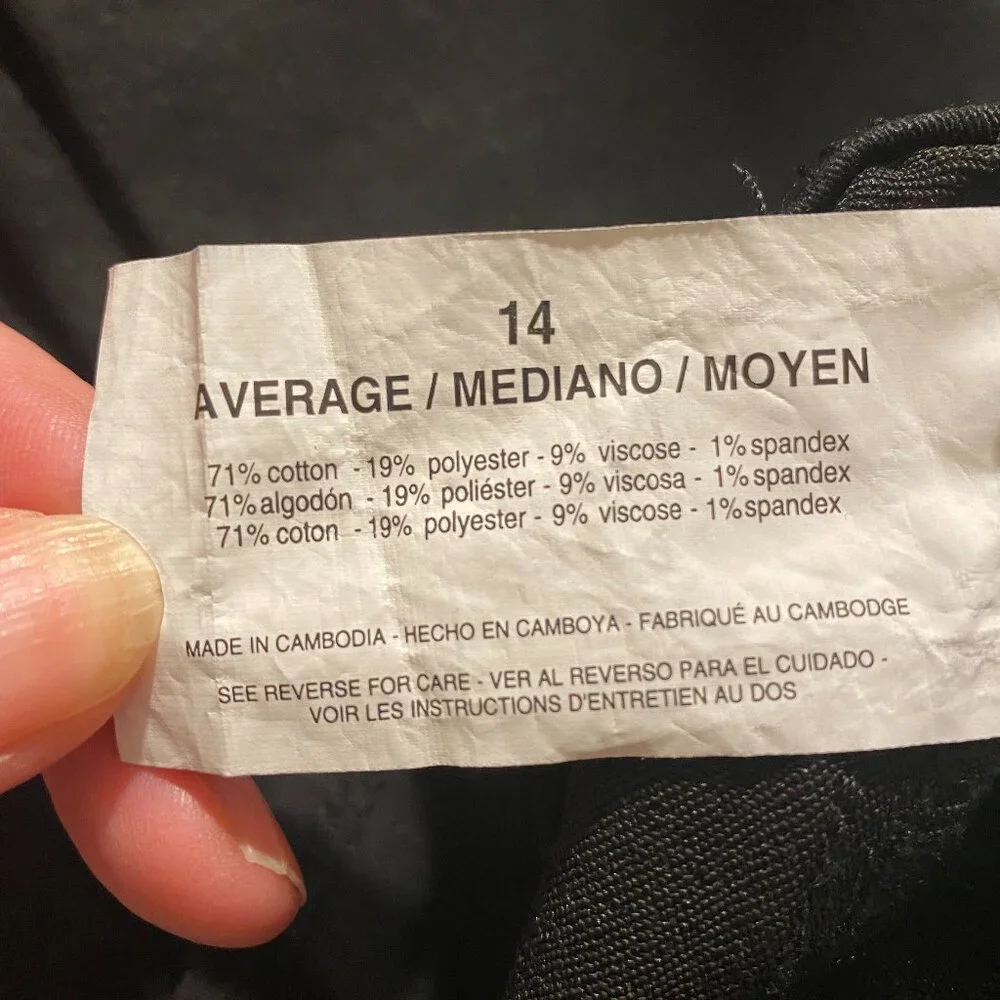 14
AVERAGE / MEDIANO / MOYEN
71% cotton - 19% polyester - 9% viscose - 1% spandex
71% algodón - 19% poliéster - 9% viscosa - 1% spandex
71% coton - 19% polyester - 9% viscose - 1% spandex
MADE IN CAMBODIA - HECHO EN CAMBOYA - FABRIQUÉ AU CAMBODGE
SEE REVERSE FOR CARE - VER AL REVERSO PARA EL CUIDADO -
VOIR LES INSTRUCTIONS D'ENTRETIEN AU DOS